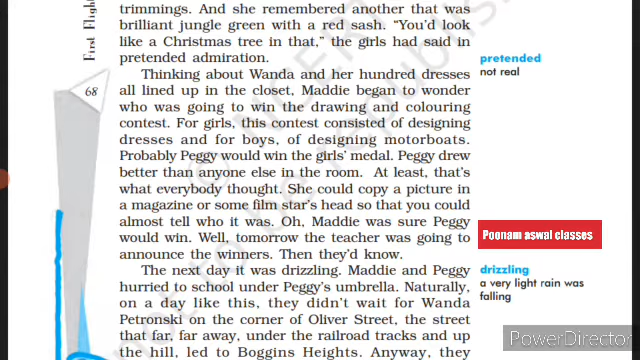 trimmings. And she remembered another that was
brilliant jungle green with a red sash. “You’d look
like a Christmas tree in that,” the girls had said in
pretended admiration.
Thinking about Wanda and her hundred dresses
all lined up in the closet, Maddie began to wonder
who was going to win the drawing and colouring
contest. For girls, this contest consisted of designing
dresses and for boys, of designing motorboats.
Probably Peggy would win the girls’ medal. Peggy drew
better than anyone else in the room. At least, that’s
what everybody thought. She could copy a picture in
a magazine or some film star’s head so that you could
almost tell who it was. Oh, Maddie was sure Peggy
would win. Well, tomorrow the teacher was going to
announce the winners. Then they’d know.
The next day it was drizzling. Maddie and Peggy
hurried to school under Peggy’s umbrella. Naturally,
on a day like this, they didn’t wait for Wanda
Petronski on the corner of Oliver Street, the street
that far, far away, under the railroad tracks and up
the hill, led to Boggins Heights. Anyway, they
First Flight
68
pretended
not real
Poonam aswal classes
drizzling
a very light rain was
falling
PowerDirector
not to be republished
© NCERT